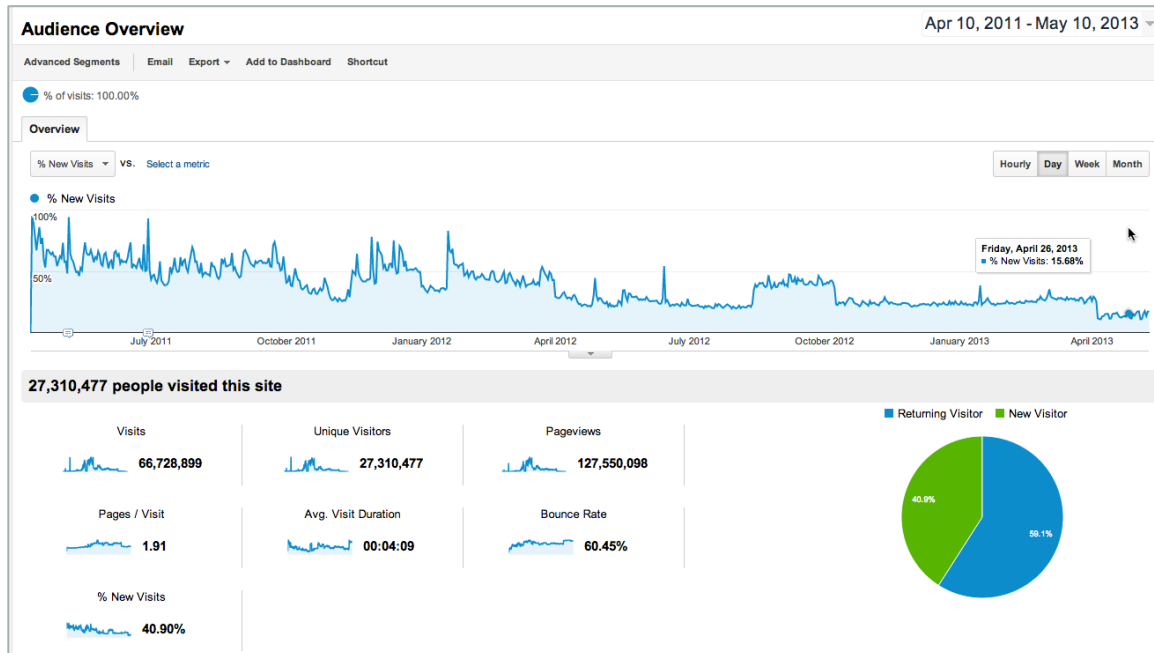 Audience Overview
Apr 10, 2011 - May 10, 2013
Advanced Segments Email Export Add to Dashboard Shortcut
% of visits: 100.00%
Overview
% New Visits VS. Select a metric
Hourly Day Week Month
% New Visits
100%
50%
Friday, April 26, 2013
% New Visits: 15.68%
July 2011 October 2011 January 2012 April 2012 July 2012 October 2012 January 2013 April 2013
27,310,477 people visited this site
Returning Visitor New Visitor
Visits Unique Visitors Pageviews
66,728,899 27,310,477 127,550,098
40.9%
59.1%
Pages / Visit Avg. Visit Duration Bounce Rate
1.91 00:04:09 60.45%
% New Visits
40.90%